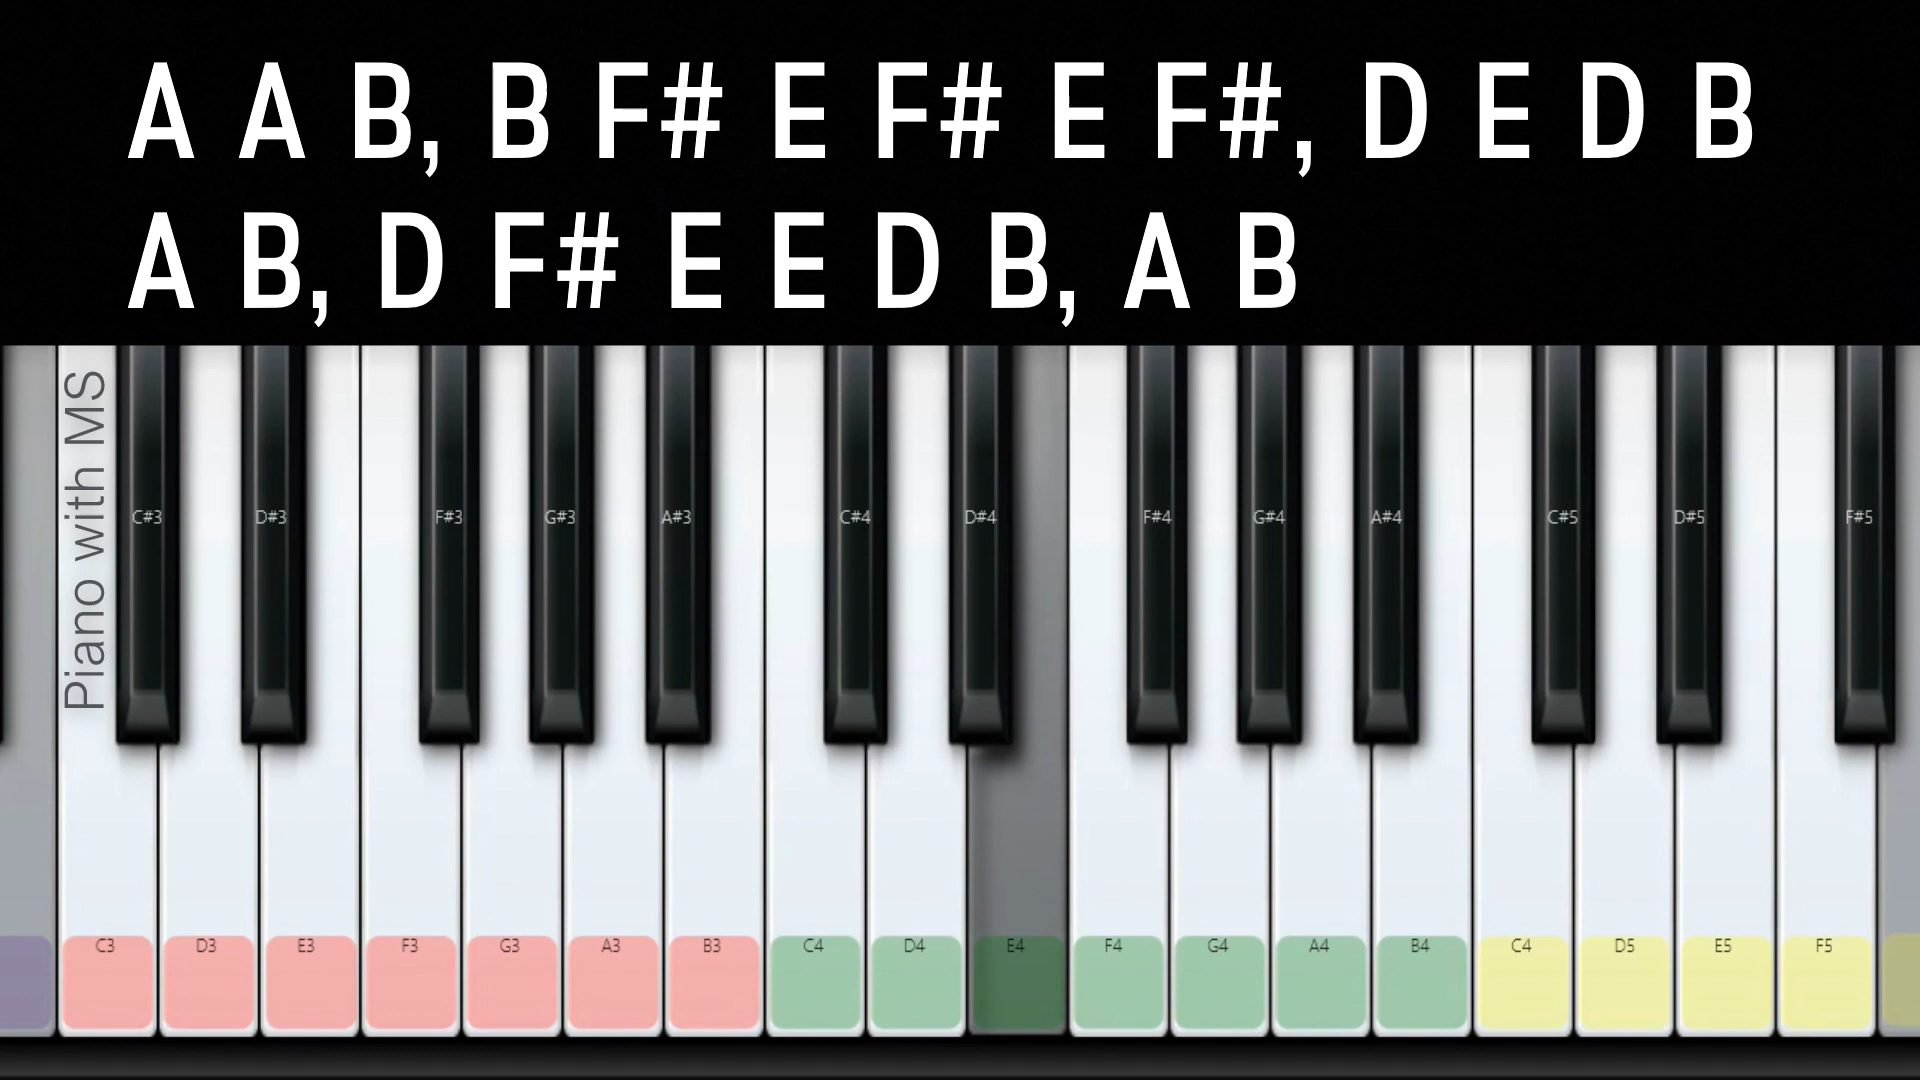 A A B, B F# E F# E F#, D E D B
A B, D F# E E D B, A B
Piano with MS
C#3 D#3 F#3 G#3 A#3 C#4 D#4 F#4 G#4 A#4 C#5 D#5 F#5
C3 D3 E3 F3 G3 A3 B3 C4 D4 E4 F4 G4 A4 B4 C4 D5 E5 F5